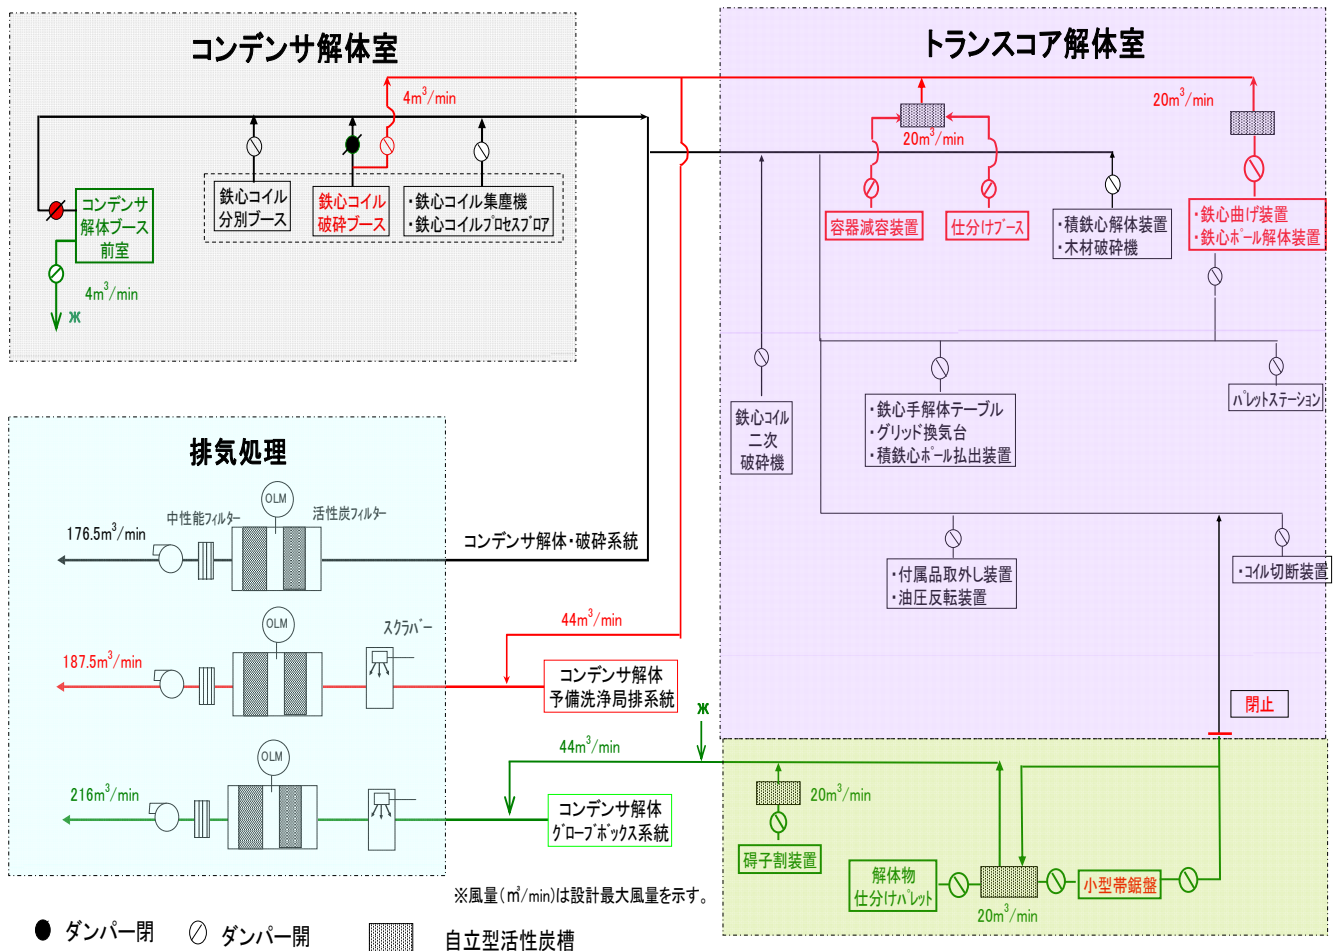 コンデンサ解体室
4m³/min
鉄心コイル
分別ブース
鉄心コイル
破砕ブース
・鉄心コイル集塵機
・鉄心コイルプロセスブロア
コンデンサ
解体ブース
前室
4m³/min
ж
トランスコア解体室
20m³/min
20m³/min
容器減容装置
仕分けブース
・積鉄心解体装置
・木材破砕機
・鉄心曲げ装置
・鉄心ポール解体装置
鉄心コイル
二次
破砕機
・鉄心手解体テーブル
・グリッド換気台
・積鉄心ポール払出装置
パレットステーション
・付属品取外し装置
・油圧反転装置
・コイル切断装置
閉止
排気処理
OLM
中性能フィルター
活性炭フィルター
176.5m³/min
コンデンサ解体・破砕系統
OLM
スクラバー
187.5m³/min
44m³/min
コンデンサ解体
予備洗浄局排系統
OLM
216m³/min
44m³/min
ж
コンデンサ解体
グローブボックス系統
20m³/min
碍子割装置
解体物
仕分けパレット
20m³/min
小型帯鋸盤
※風量(㎥/min)は設計最大風量を示す。
ダンパー閉
ダンパー開
自立型活性炭槽